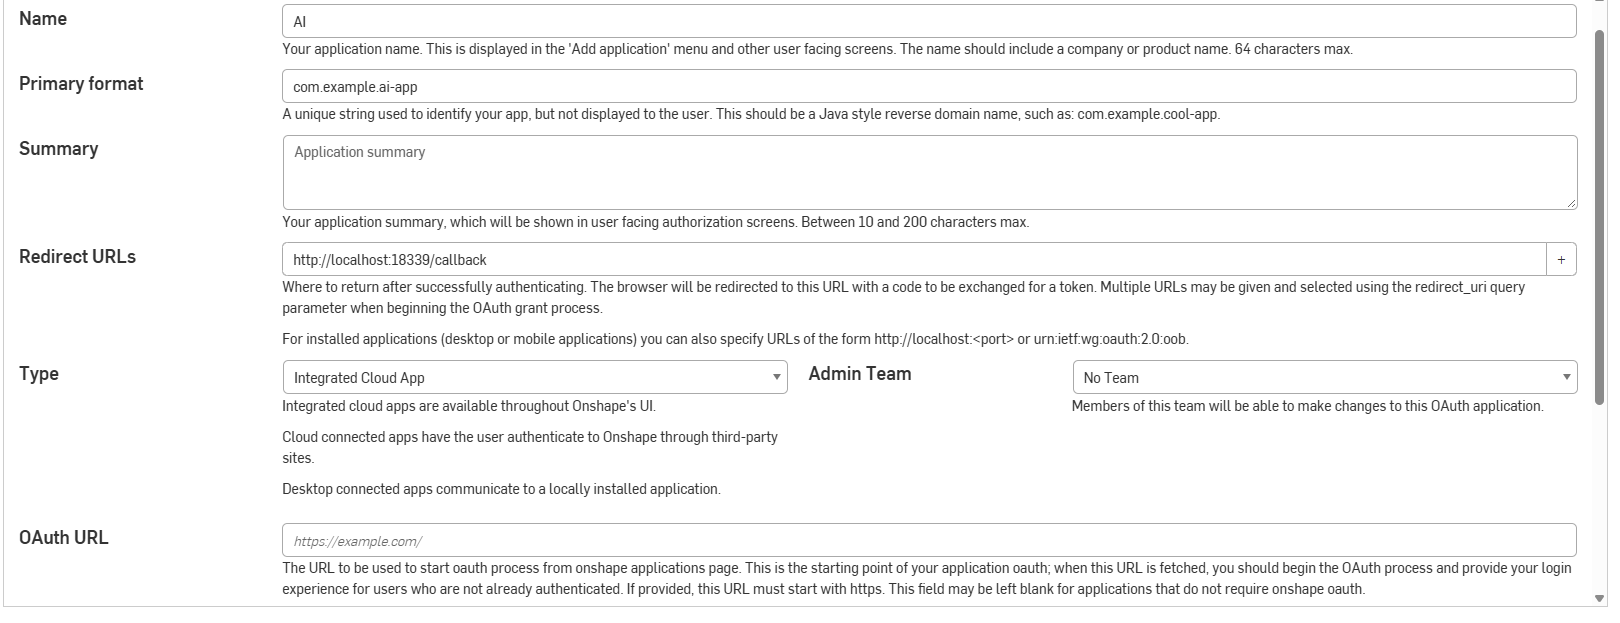 Name
AI
Your application name. This is displayed in the 'Add application' menu and other user facing screens. The name should include a company or product name. 64 characters max.
Primary format
com.example.ai-app
A unique string used to identify your app, but not displayed to the user. This should be a Java style reverse domain name, such as: com.example.cool-app.
Summary
Application summary
Your application summary, which will be shown in user facing authorization screens. Between 10 and 200 characters max.
Redirect URLs
http://localhost:18339/callback
+
Where to return after successfully authenticating. The browser will be redirected to this URL with a code to be exchanged for a token. Multiple URLs may be given and selected using the redirect_uri query
parameter when beginning the OAuth grant process.
For installed applications (desktop or mobile applications) you can also specify URLs of the form http://localhost:<port> or urn:ietf:wg:oauth:2.0:oob.
Type
Integrated Cloud App
Integrated cloud apps are available throughout Onshape's UI.
Cloud connected apps have the user authenticate to Onshape through third-party
sites.
Desktop connected apps communicate to a locally installed application.
Admin Team
No Team
Members of this team will be able to make changes to this OAuth application.
OAuth URL
https://example.com/
The URL to be used to start oauth process from onshape applications page. This is the starting point of your application oauth; when this URL is fetched, you should begin the OAuth process and provide your login
experience for users who are not already authenticated. If provided, this URL must start with https. This field may be left blank for applications that do not require onshape oauth.